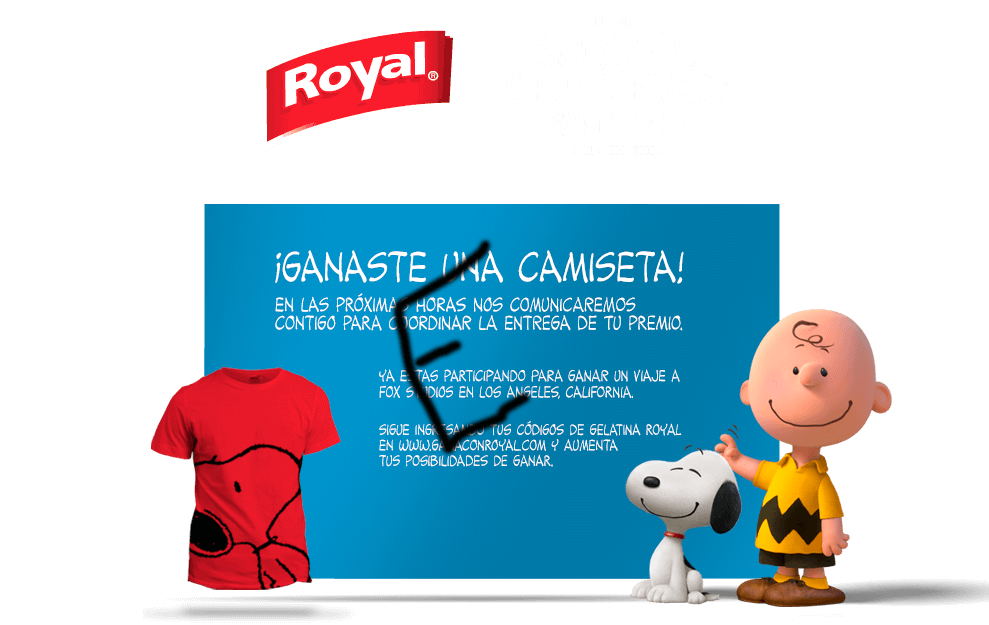 Royal®
¡GANASTE UNA CAMISETA!
EN LAS PRÓXIMAS HORAS NOS COMUNICAREMOS
CONTIGO PARA COORDINAR LA ENTREGA DE TU PREMIO.
YA ESTAS PARTICIPANDO PARA GANAR UN VIAJE A
FOX STUDIOS EN LOS ANGELES, CALIFORNIA.
SIGUE INGRESANDO TUS CÓDIGOS DE GELATINA ROYAL
EN WWW.GANACONROYAL.COM Y AUMENTA
TUS POSIBILIDADES DE GANAR.
E